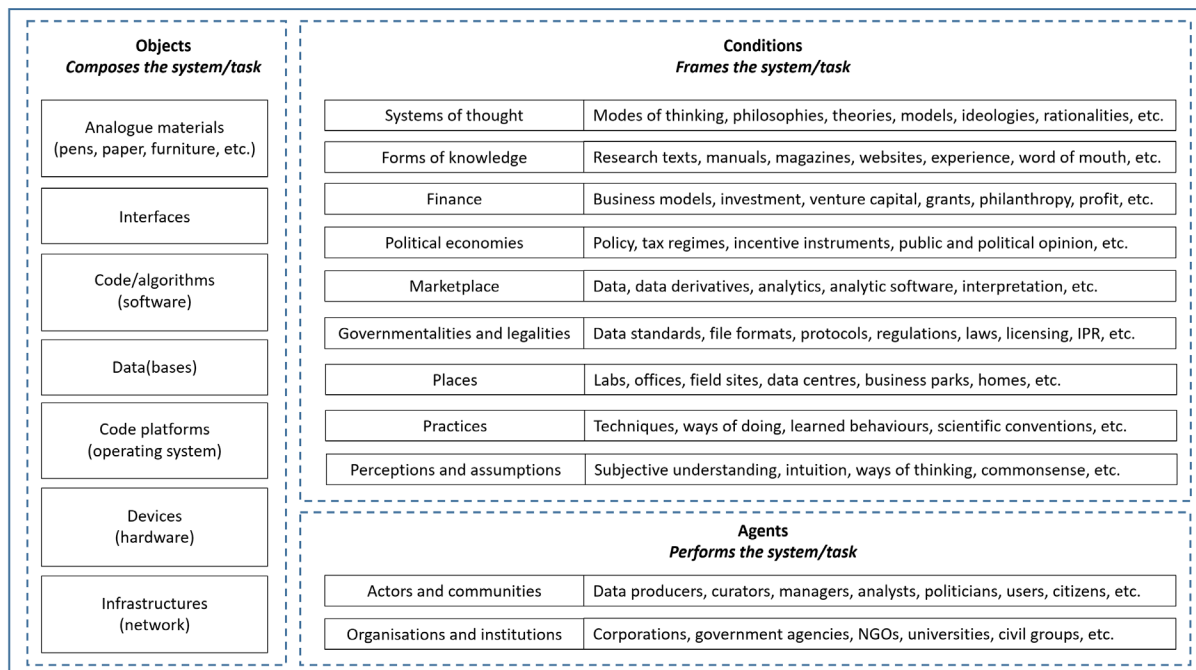 Objects
Composes the system/task
Analogue materials
(pens, paper, furniture, etc.)
Interfaces
Code/algorithms
(software)
Data(bases)
Code platforms
(operating system)
Devices
(hardware)
Infrastructures
(network)
Conditions
Frames the system/task
Systems of thought
Modes of thinking, philosophies, theories, models, ideologies, rationalities, etc.
Forms of knowledge
Research texts, manuals, magazines, websites, experience, word of mouth, etc.
Finance
Business models, investment, venture capital, grants, philanthropy, profit, etc.
Political economies
Policy, tax regimes, incentive instruments, public and political opinion, etc.
Marketplace
Data, data derivatives, analytics, analytic software, interpretation, etc.
Governmentalities and legalities
Data standards, file formats, protocols, regulations, laws, licensing, IPR, etc.
Places
Labs, offices, field sites, data centres, business parks, homes, etc.
Practices
Techniques, ways of doing, learned behaviours, scientific conventions, etc.
Perceptions and assumptions
Subjective understanding, intuition, ways of thinking, commonsense, etc.
Agents
Performs the system/task
Actors and communities
Data producers, curators, managers, analysts, politicians, users, citizens, etc.
Organisations and institutions
Corporations, government agencies, NGOs, universities, civil groups, etc.